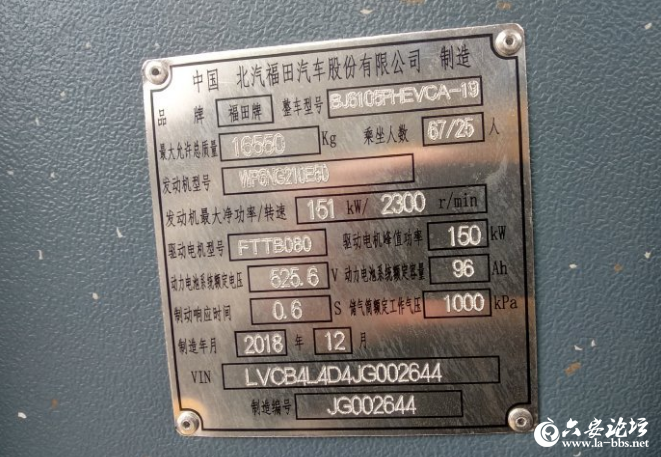 中国 北汽福田汽车股份有限公司 制造
品牌 福田牌 整车型号 BJ6105PHEVCA-19
最大允许总质量 16550 Kg 乘坐人数 67/25 人
发动机型号 WP6NG210E60
发动机最大净功率/转速 151 kW/ 2300 r/min
驱动电机型号 FTTB080 驱动电机峰值功率 150 kW
动力电池系统额定电压 525.6 V 动力电池系统额定容量 96 Ah
制动响应时间 0.6 S 储气筒额定工作气压 1000 kPa
制造年月 2018 年 12 月
VIN LVCB4L4D4JG002644
制造编号 JG002644
六安论坛
www.la-bbs.net